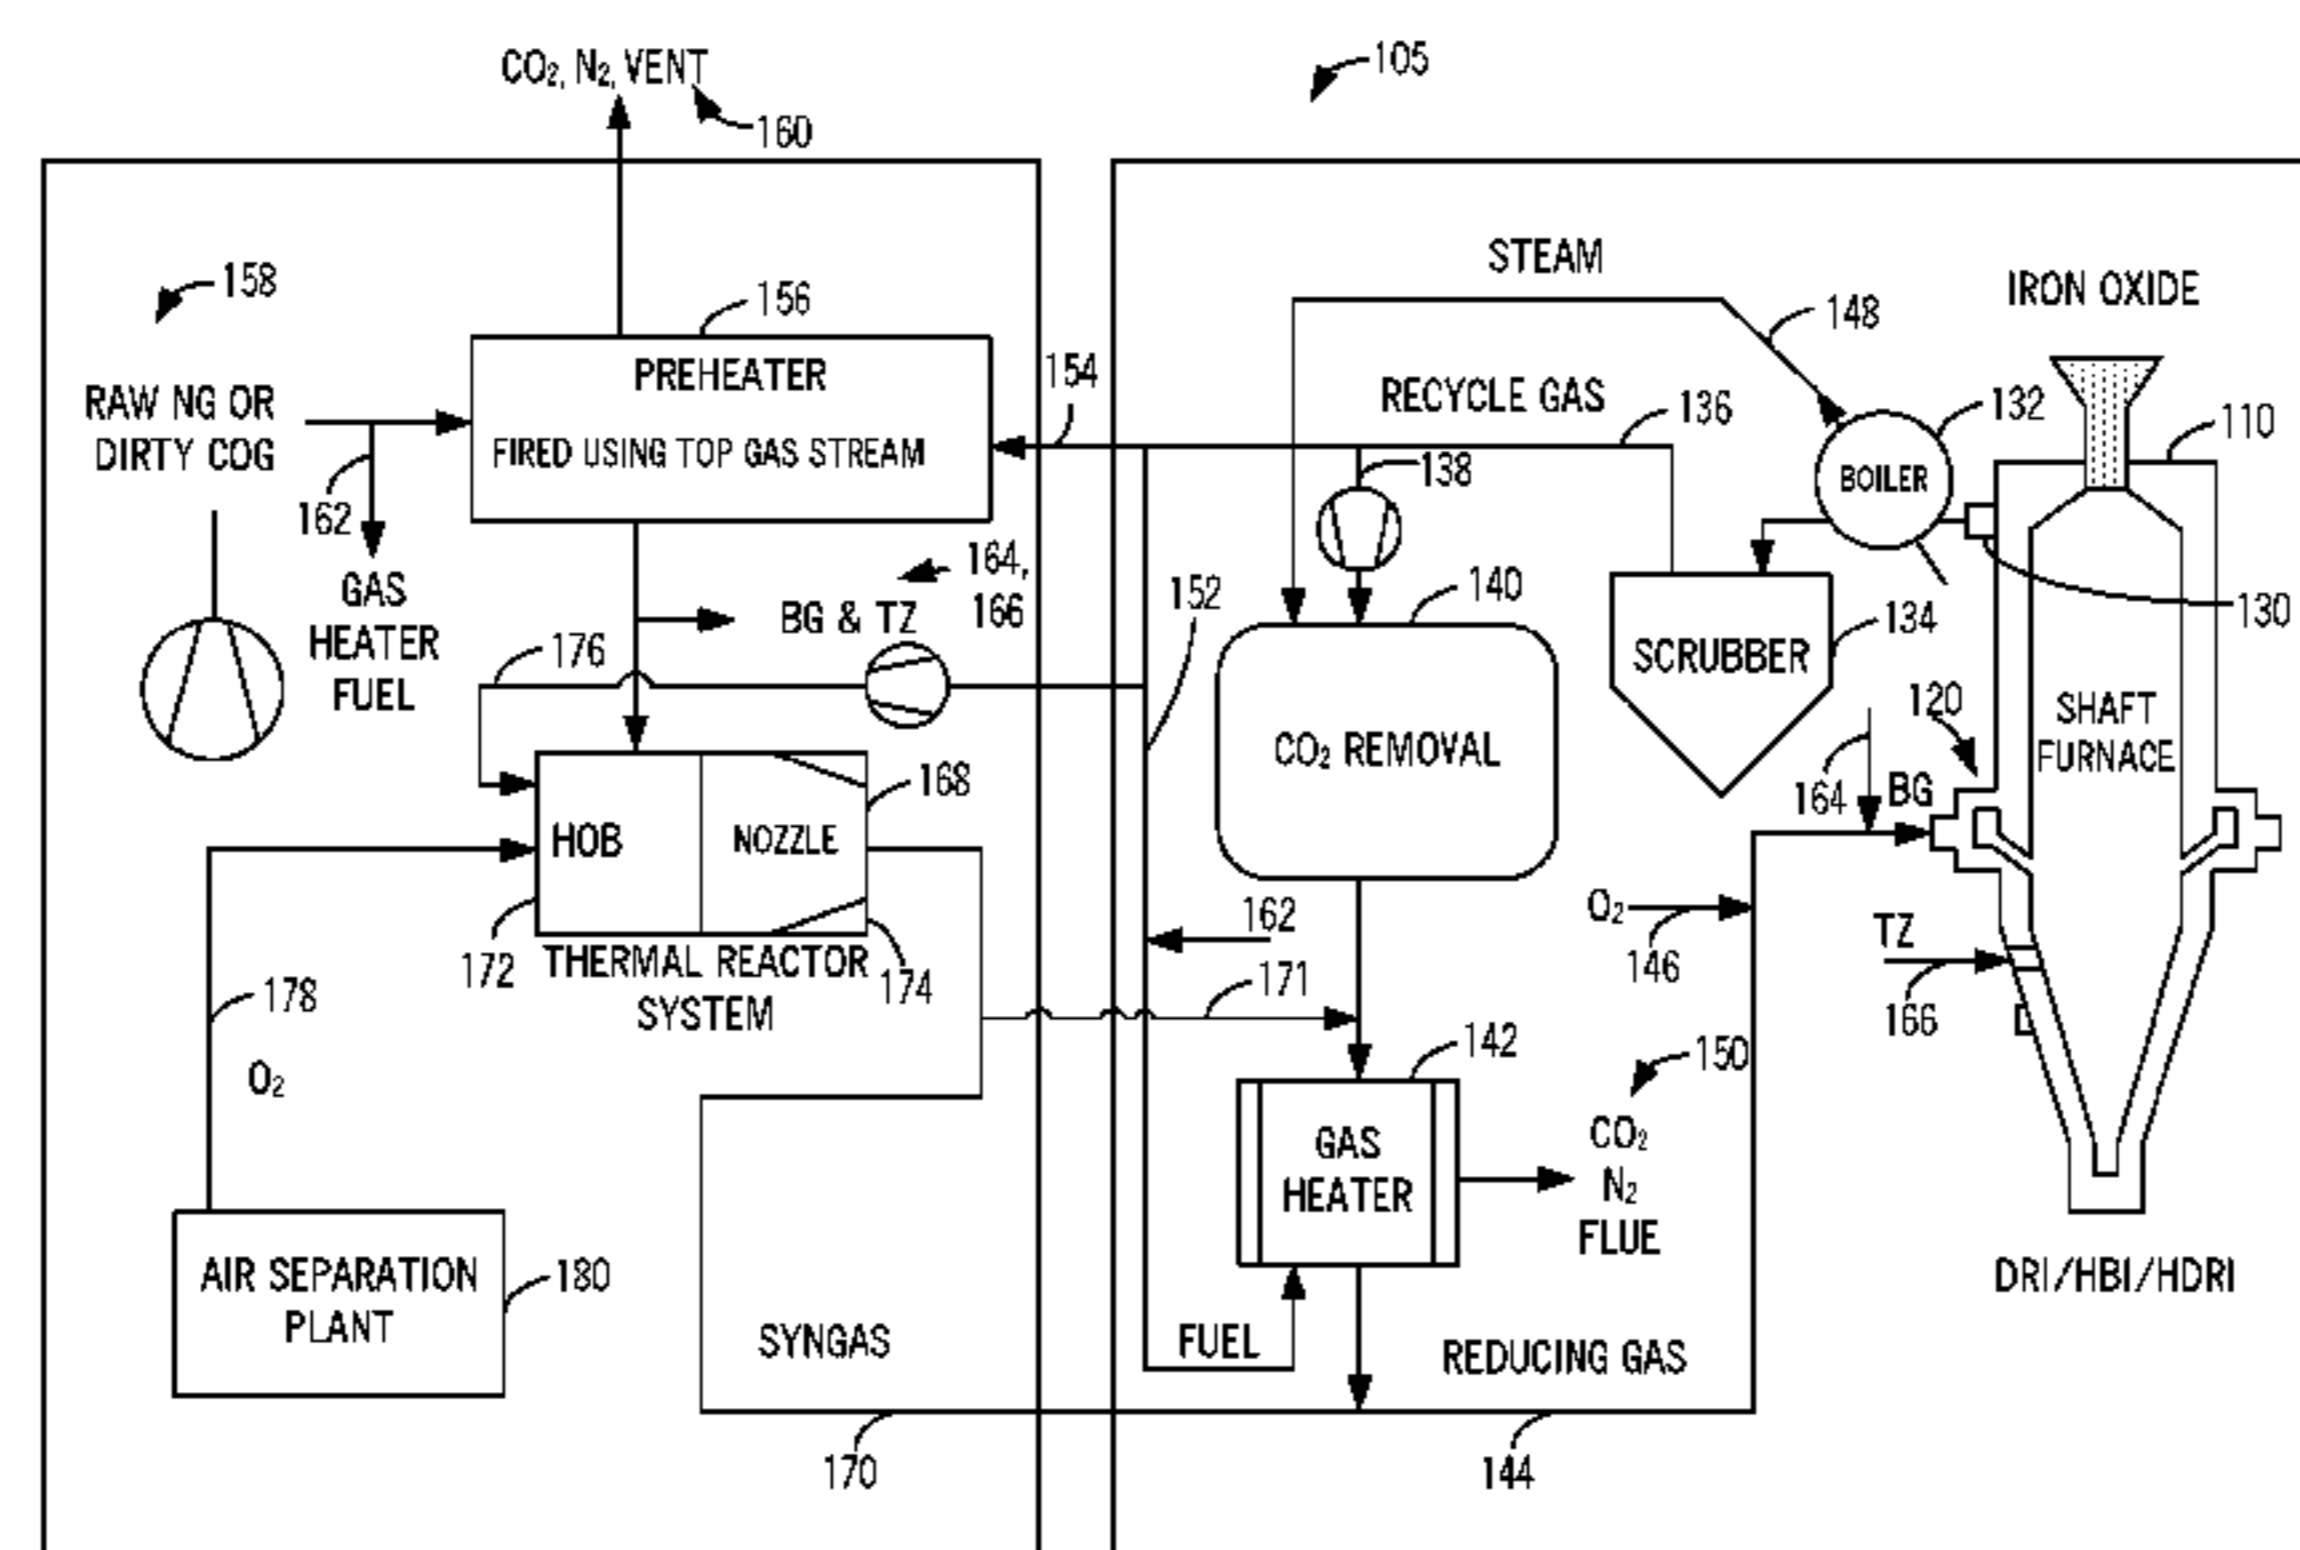 CO₂, N₂, VENT
160
105
158
156
STEAM
148
IRON OXIDE
RAW NG OR
DIRTY COG
PREHEATER
FIRED USING TOP GAS STREAM
154
RECYCLE GAS
136
132
110
BOILER
138
162
GAS
HEATER
FUEL
164,
166
BG & TZ
152
140
134
130
SCRUBBER
176
120
SHAFT
FURNACE
CO₂ REMOVAL
168
164
BG
HOB
NOZZLE
172
THERMAL REACTOR
SYSTEM
174
162
O₂
146
TZ
166
178
171
O₂
142
150
GAS
HEATER
CO₂
N₂
FLUE
AIR SEPARATION
PLANT
180
DRI/HBI/HDRI
SYNGAS
FUEL
REDUCING GAS
170
144